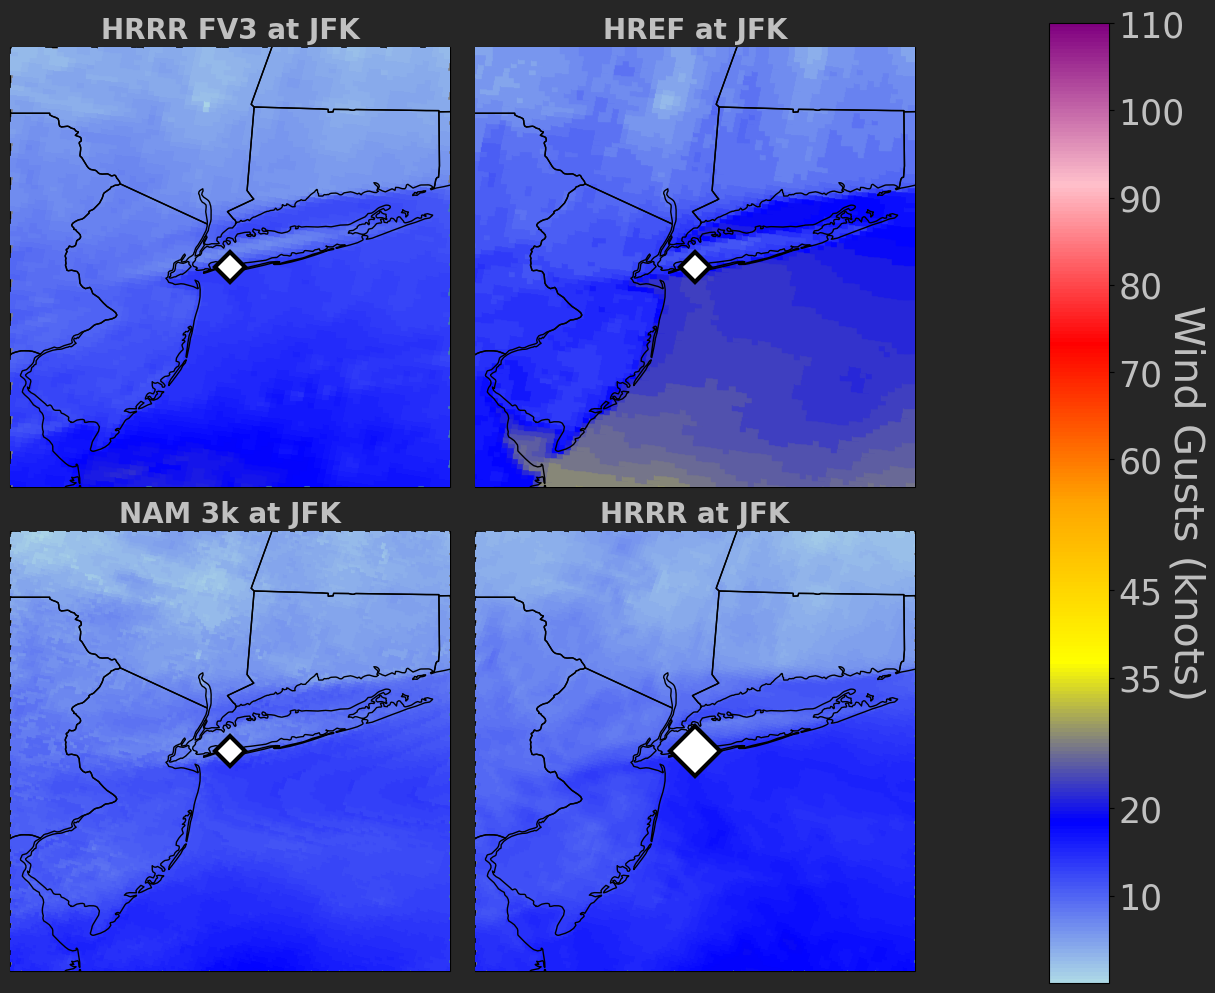 HRRR FV3 at JFK
HREF at JFK
NAM 3k at JFK
HRRR at JFK
110
100
90
80
70
60
45
35
20
10
Wind Gusts (knots)